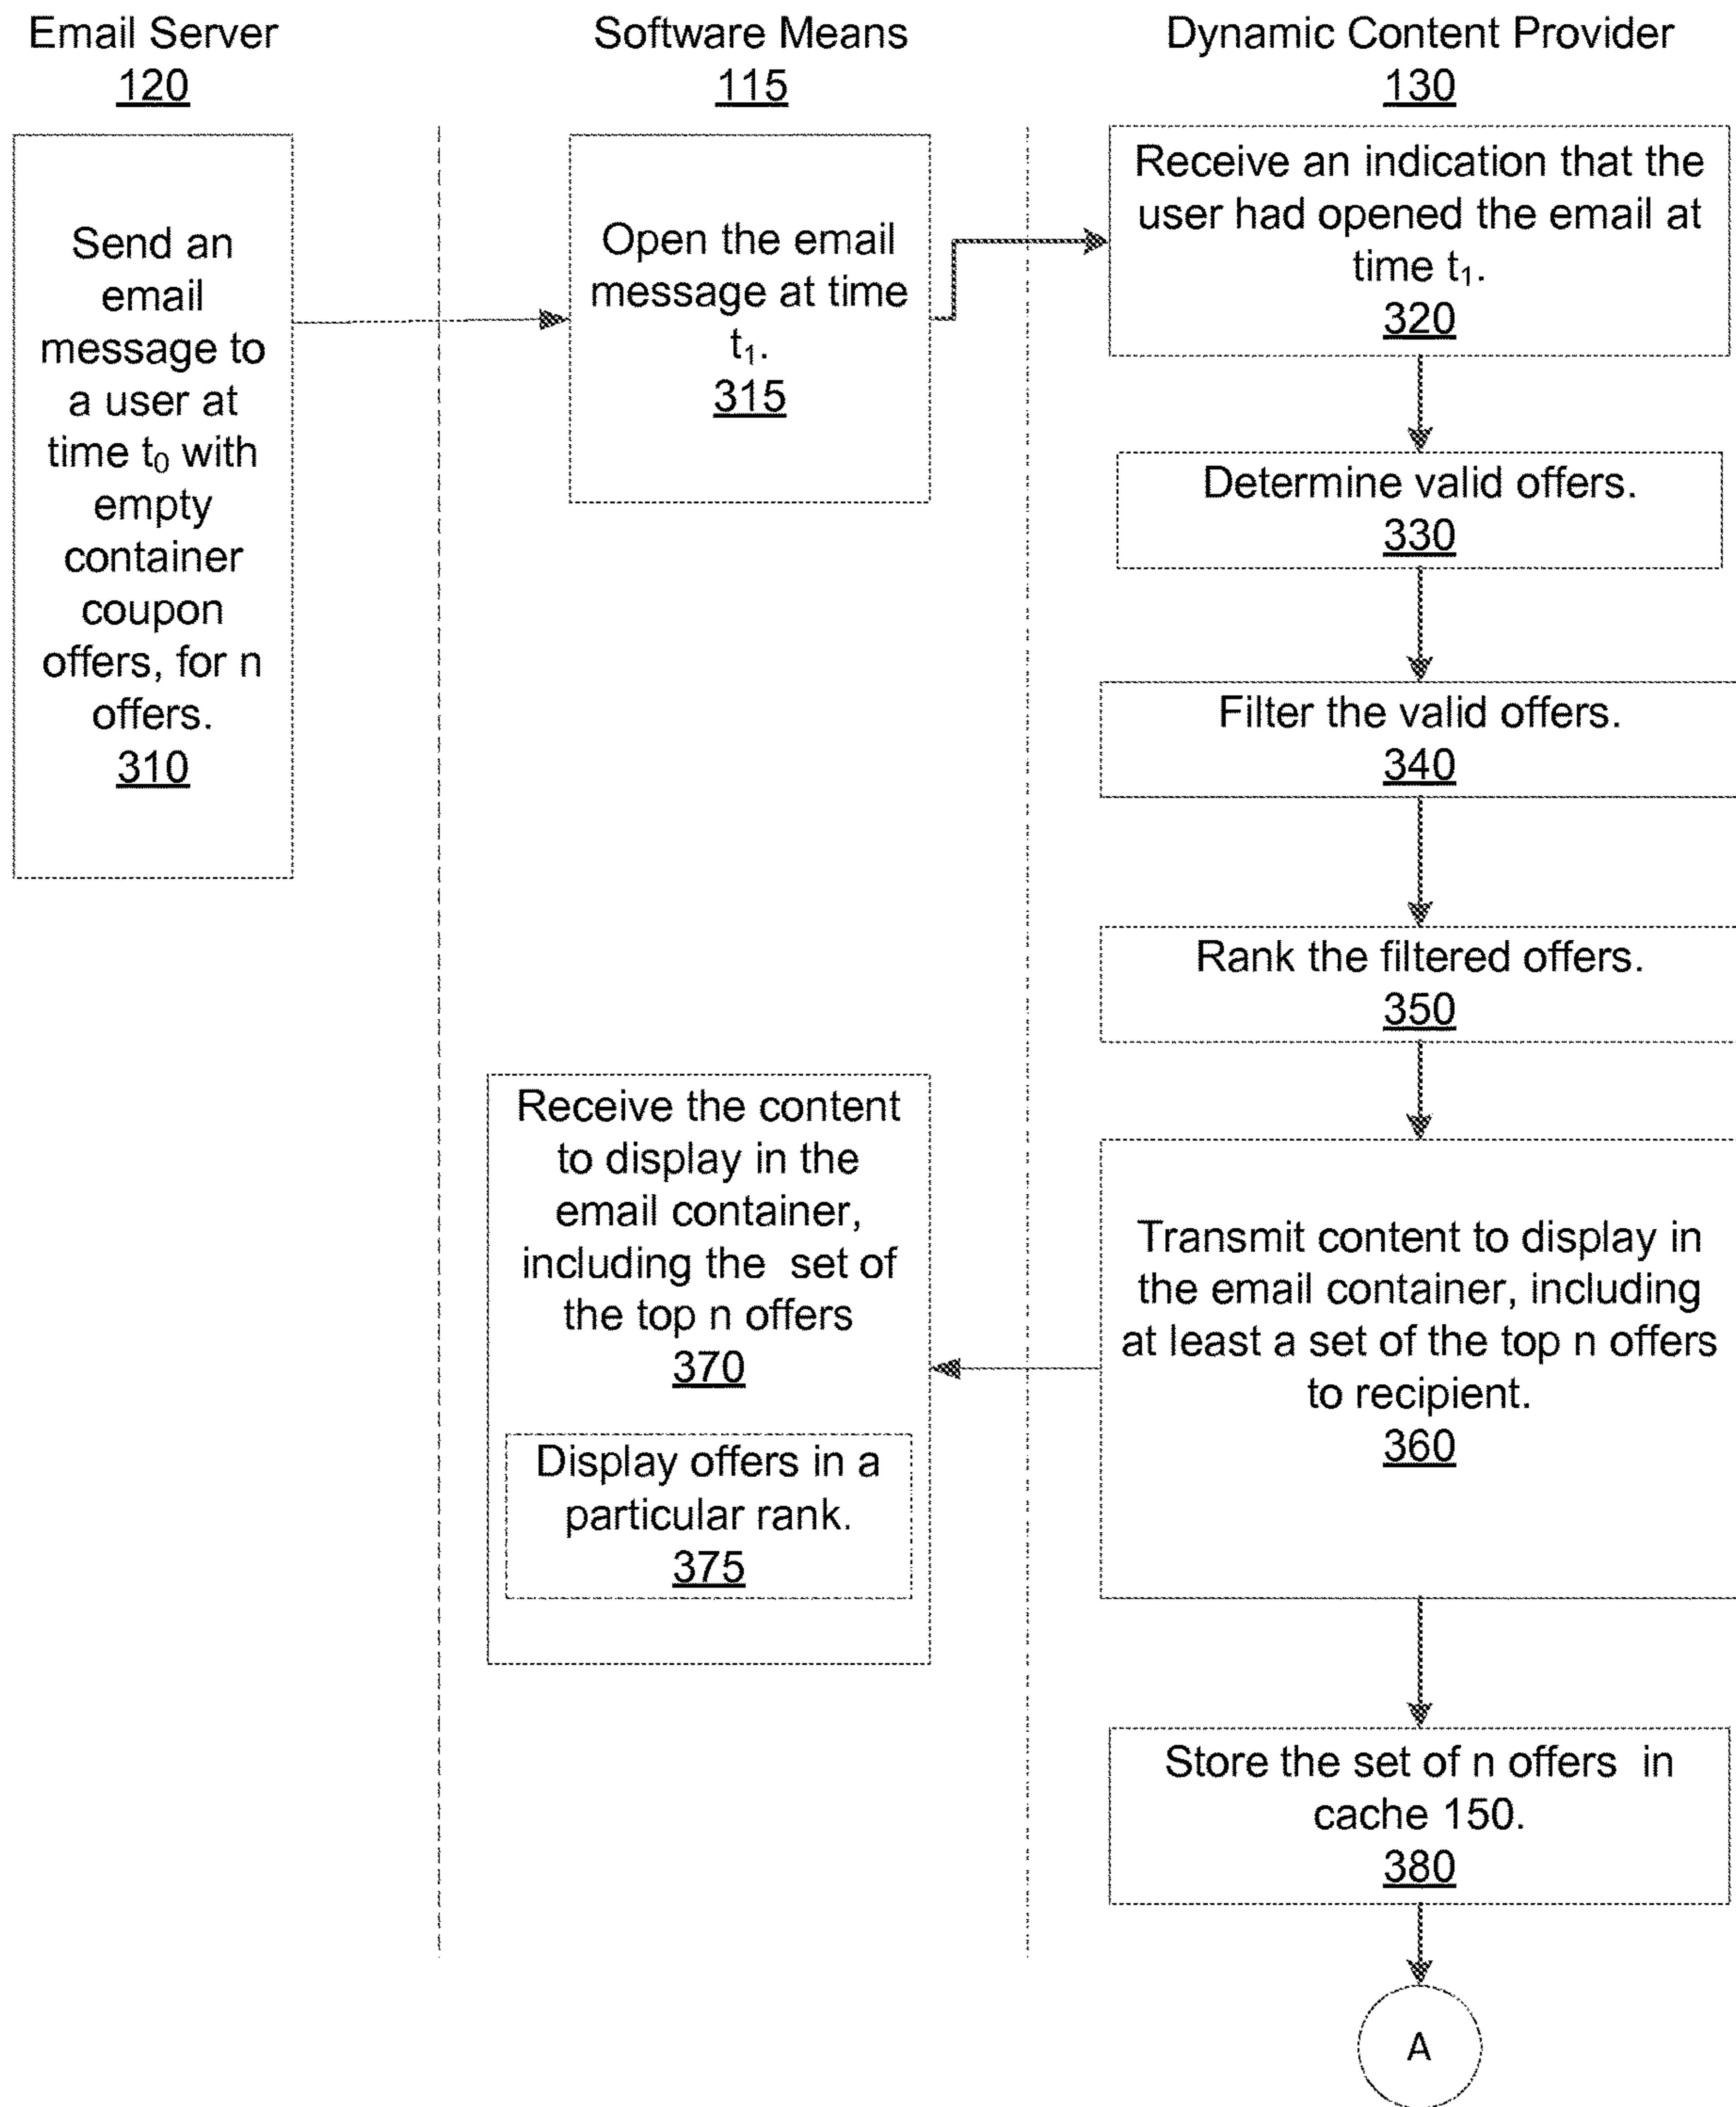 Email Server
120
Software Means
115
Dynamic Content Provider
130
Send an
email
message to
a user at
time t₀ with
empty
container
coupon
offers, for n
offers.
310
Open the email
message at time
t₁.
315
Receive an indication that the
user had opened the email at
time t₁.
320
Determine valid offers.
330
Filter the valid offers.
340
Rank the filtered offers.
350
Transmit content to display in
the email container, including
at least a set of the top n offers
to recipient.
360
Receive the content
to display in the
email container,
including the set of
the top n offers
370
Display offers in a
particular rank.
375
Store the set of n offers in
cache 150.
380
A